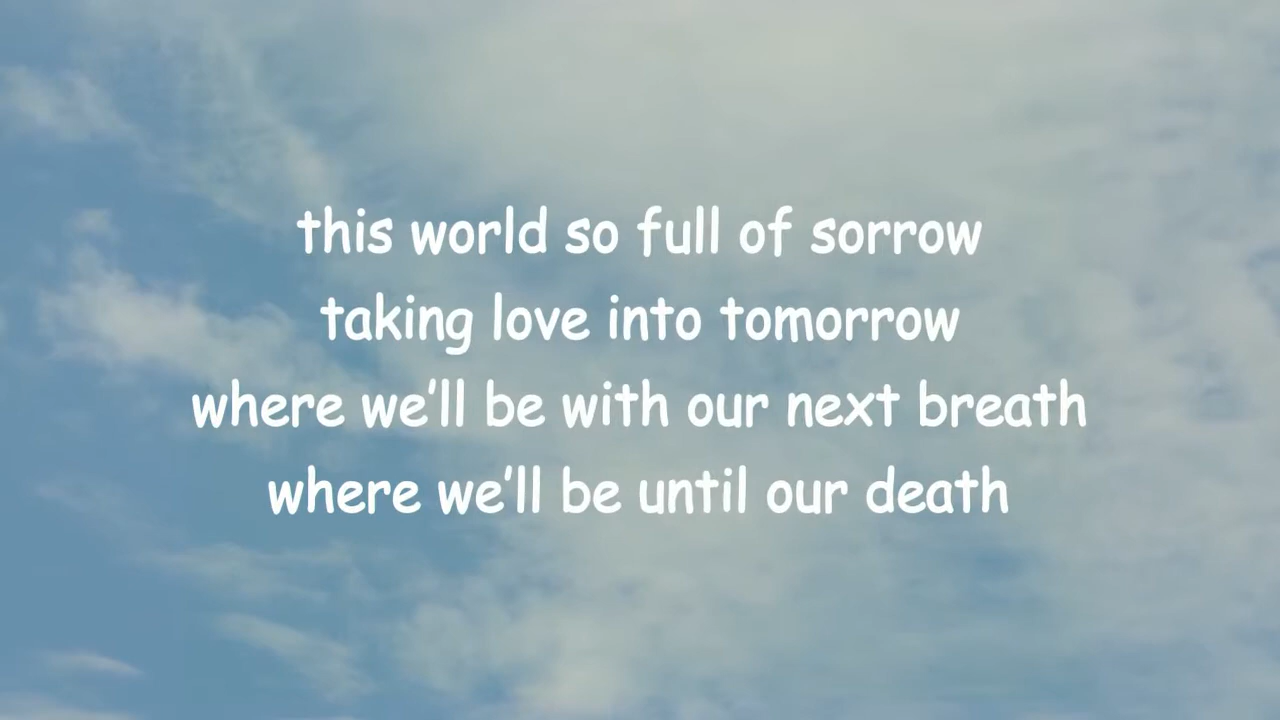 this world so full of sorrow
taking love into tomorrow
where we'll be with our next breath
where we'll be until our death